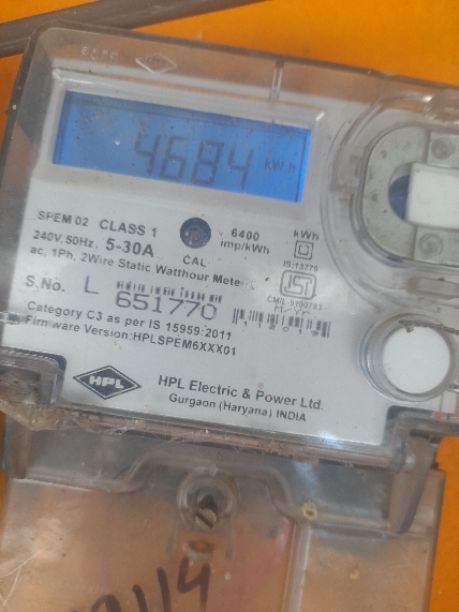 4684 kWh
SPEM 02 CLASS 1
240V, 50Hz. 5-30A
CAL
6400 imp/kWh
kWh
ac, 1Ph, 2Wire Static Watthour Mete
IS:13779
S.No. L 651770
M/Yr
Category C3 as per IS 15959:2011
Firmware Version:HPLSPEM6XXX01
HPL
HPL Electric & Power Ltd.
Gurgaon (Haryana) INDIA